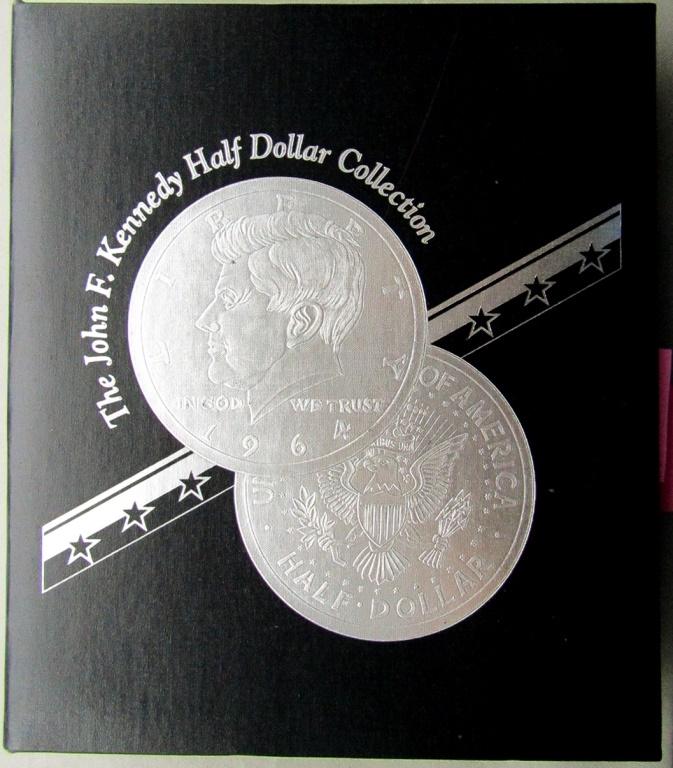 The John F. Kennedy Half Dollar Collection
LIBERTY
IN GOD WE TRUST
1964
OF AMERICA
HALF · DOLLAR